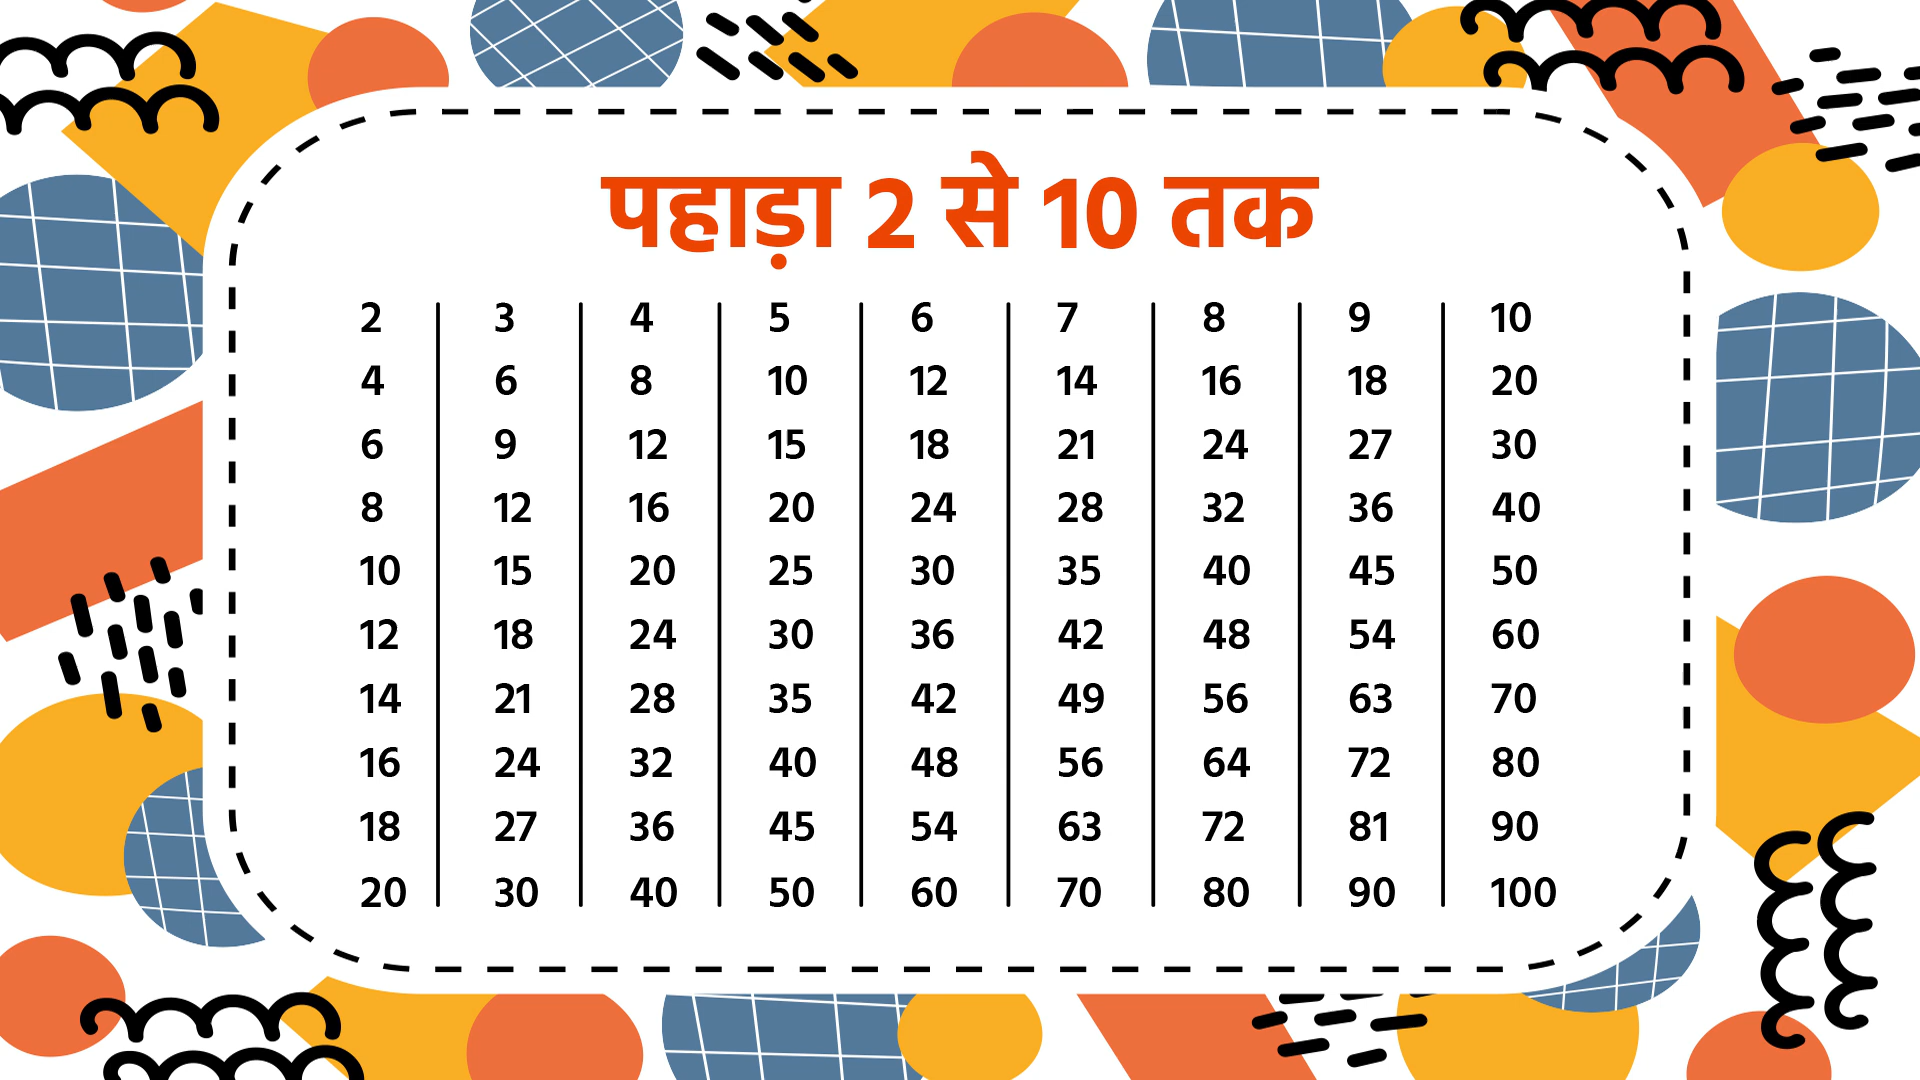 पहाड़ा 2 से 10 तक
2 3 4 5 6 7 8 9 10
4 6 8 10 12 14 16 18 20
6 9 12 15 18 21 24 27 30
8 12 16 20 24 28 32 36 40
10 15 20 25 30 35 40 45 50
12 18 24 30 36 42 48 54 60
14 21 28 35 42 49 56 63 70
16 24 32 40 48 56 64 72 80
18 27 36 45 54 63 72 81 90
20 30 40 50 60 70 80 90 100